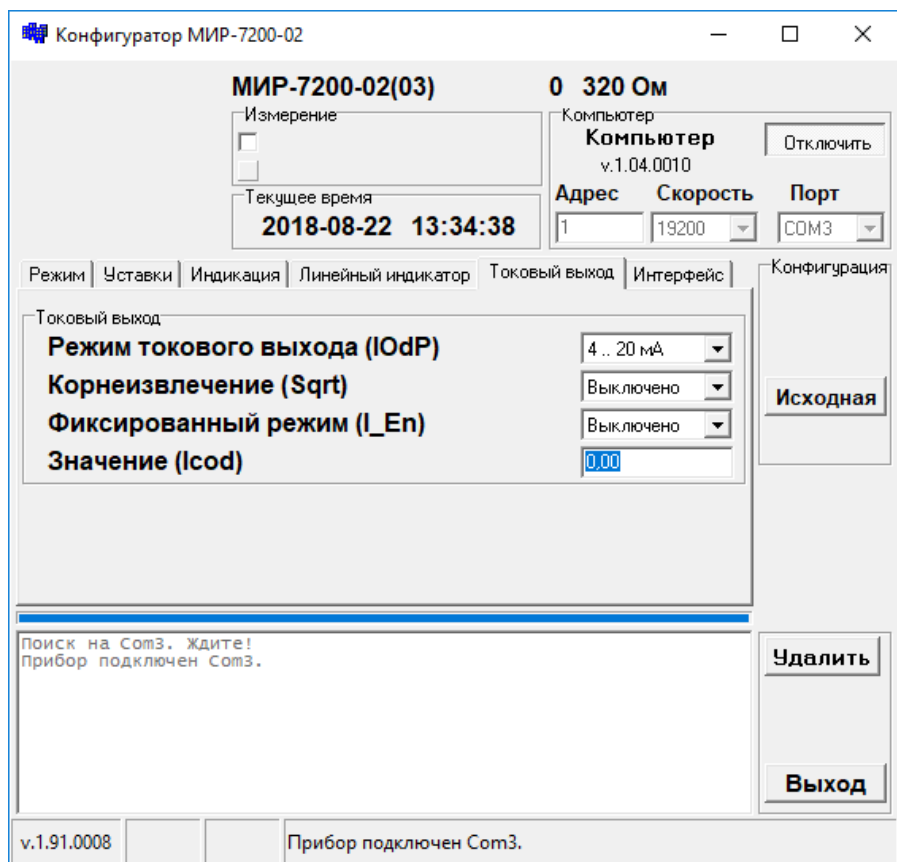 Конфигуратор МИР-7200-02
МИР-7200-02(03) 0 320 Ом
Измерение
Компьютер
Компьютер
Отключить
v.1.04.0010
Текущее время
2018-08-22 13:34:38
Адрес Скорость Порт
1 19200 COM3
Режим Уставки Индикация Линейный индикатор Токовый выход Интерфейс
Конфигурация
Токовый выход
Режим токового выхода (IOdP) 4 .. 20 мА
Корнеизвлечение (Sqrt) Выключено
Исходная
Фиксированный режим (I_En) Выключено
Значение (Icod) 0,00
Поиск на Com3. Ждите!
Прибор подключен Com3.
Удалить
Выход
v.1.91.0008 Прибор подключен Com3.